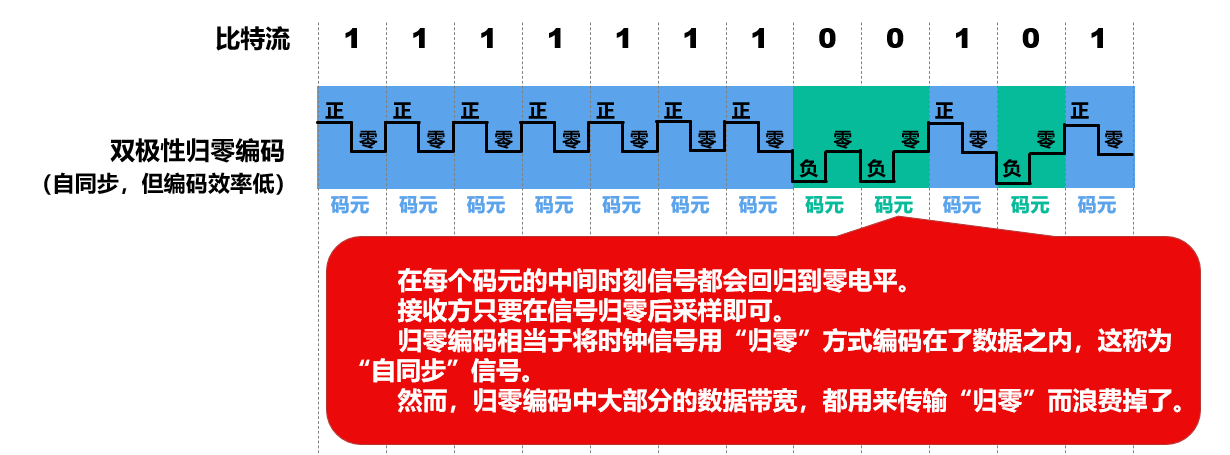 比特流 1 1 1 1 1 1 1 0 0 1 0 1
正 正 正 正 正 正 正 正 正
零 零 零 零 零 零 零 零 零 零 零 零
双极性归零编码
负 负 负
（自同步，但编码效率低）
码元 码元 码元 码元 码元 码元 码元 码元 码元 码元 码元 码元
在每个码元的中间时刻信号都会回归到零电平。
接收方只要在信号归零后采样即可。
归零编码相当于将时钟信号用“归零”方式编码在了数据之内，这称为
“自同步”信号。
然而，归零编码中大部分的数据带宽，都用来传输“归零”而浪费掉了。